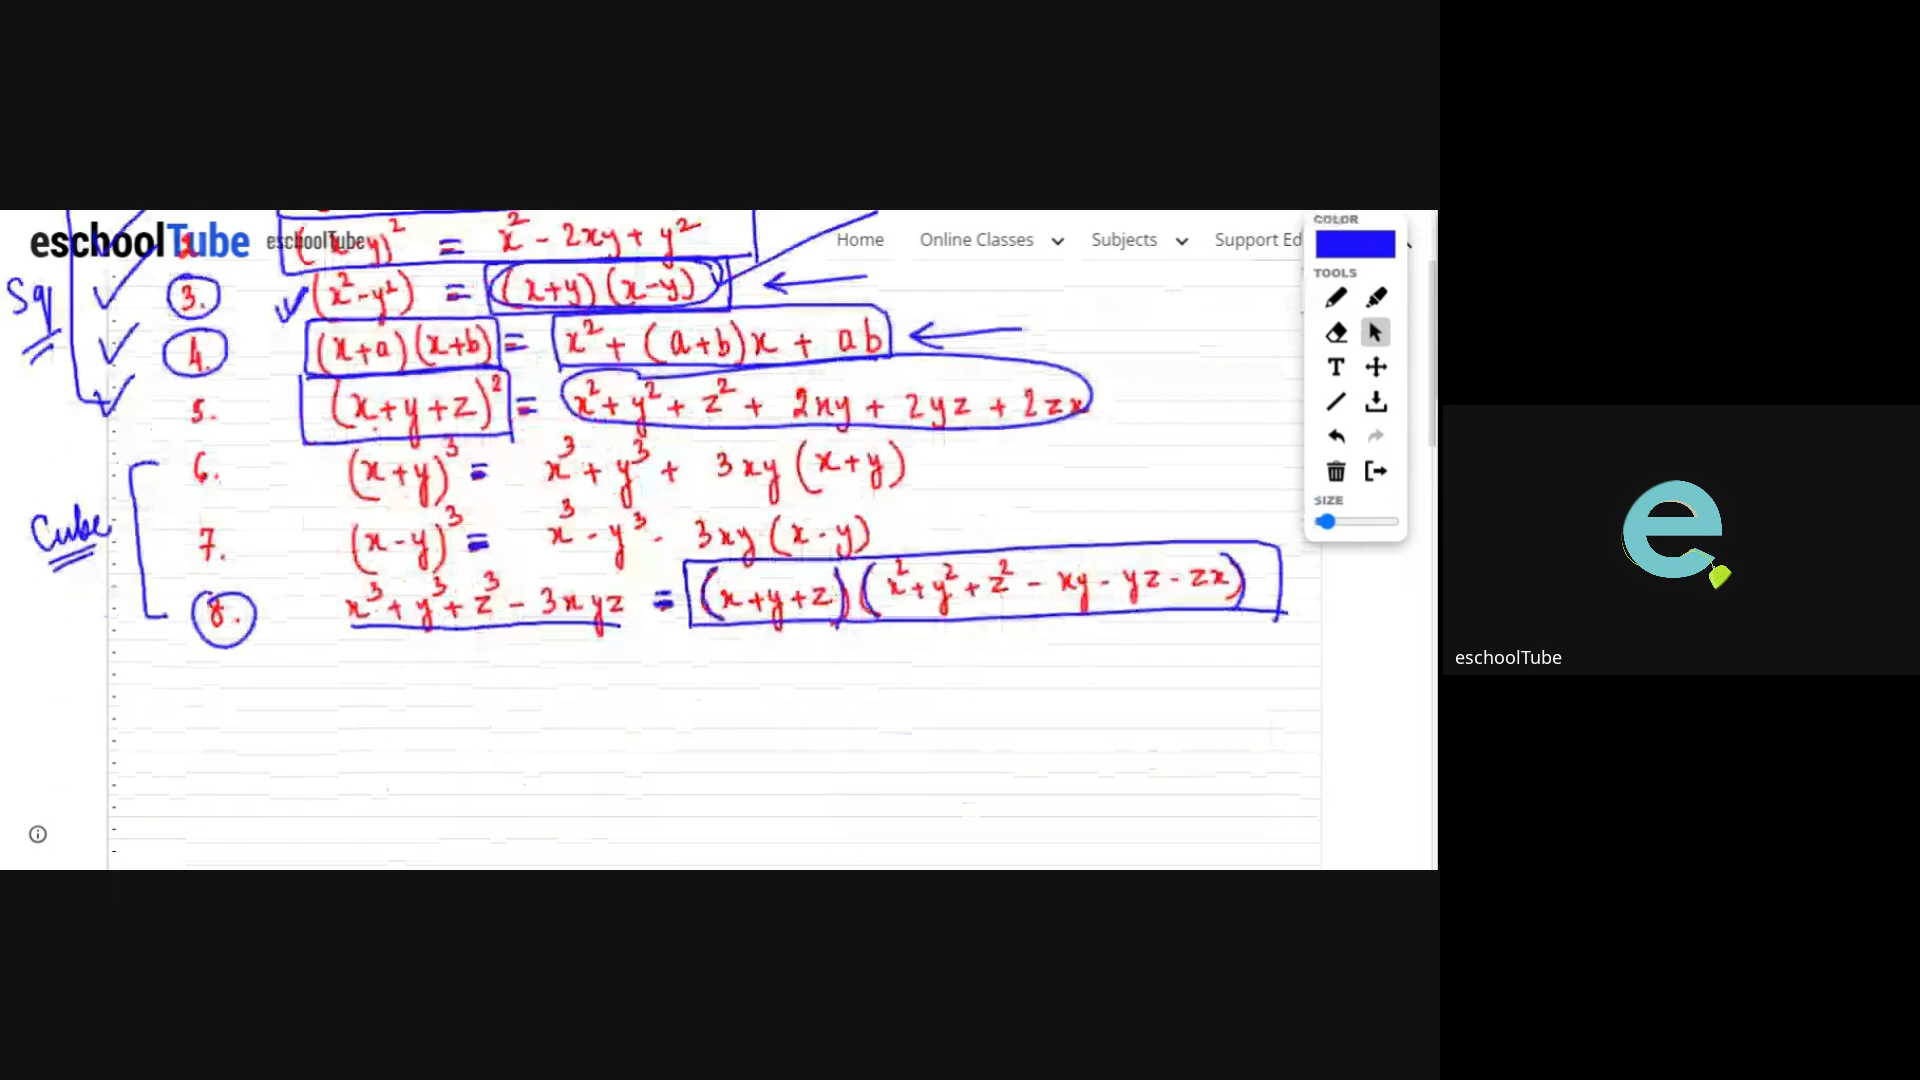 eschoolTube eschoolTube Home Online Classes Subjects Support Ed
y)² = x² - 2xy + y²
Sq 3. (x²-y²) = (x+y)(x-y)
4. (x+a)(x+b) = x² + (a+b)x + ab
5. (x+y+z)² = x² + y² + z² + 2xy + 2yz + 2zx
6. (x+y)³ = x³ + y³ + 3xy(x+y)
Cube 7. (x-y)³ = x³ - y³ - 3xy(x-y)
8. x³ + y³ + z³ - 3xyz = (x+y+z)(x²+y²+z² - xy - yz - zx)
COLOR
TOOLS
T
SIZE
eschoolTube